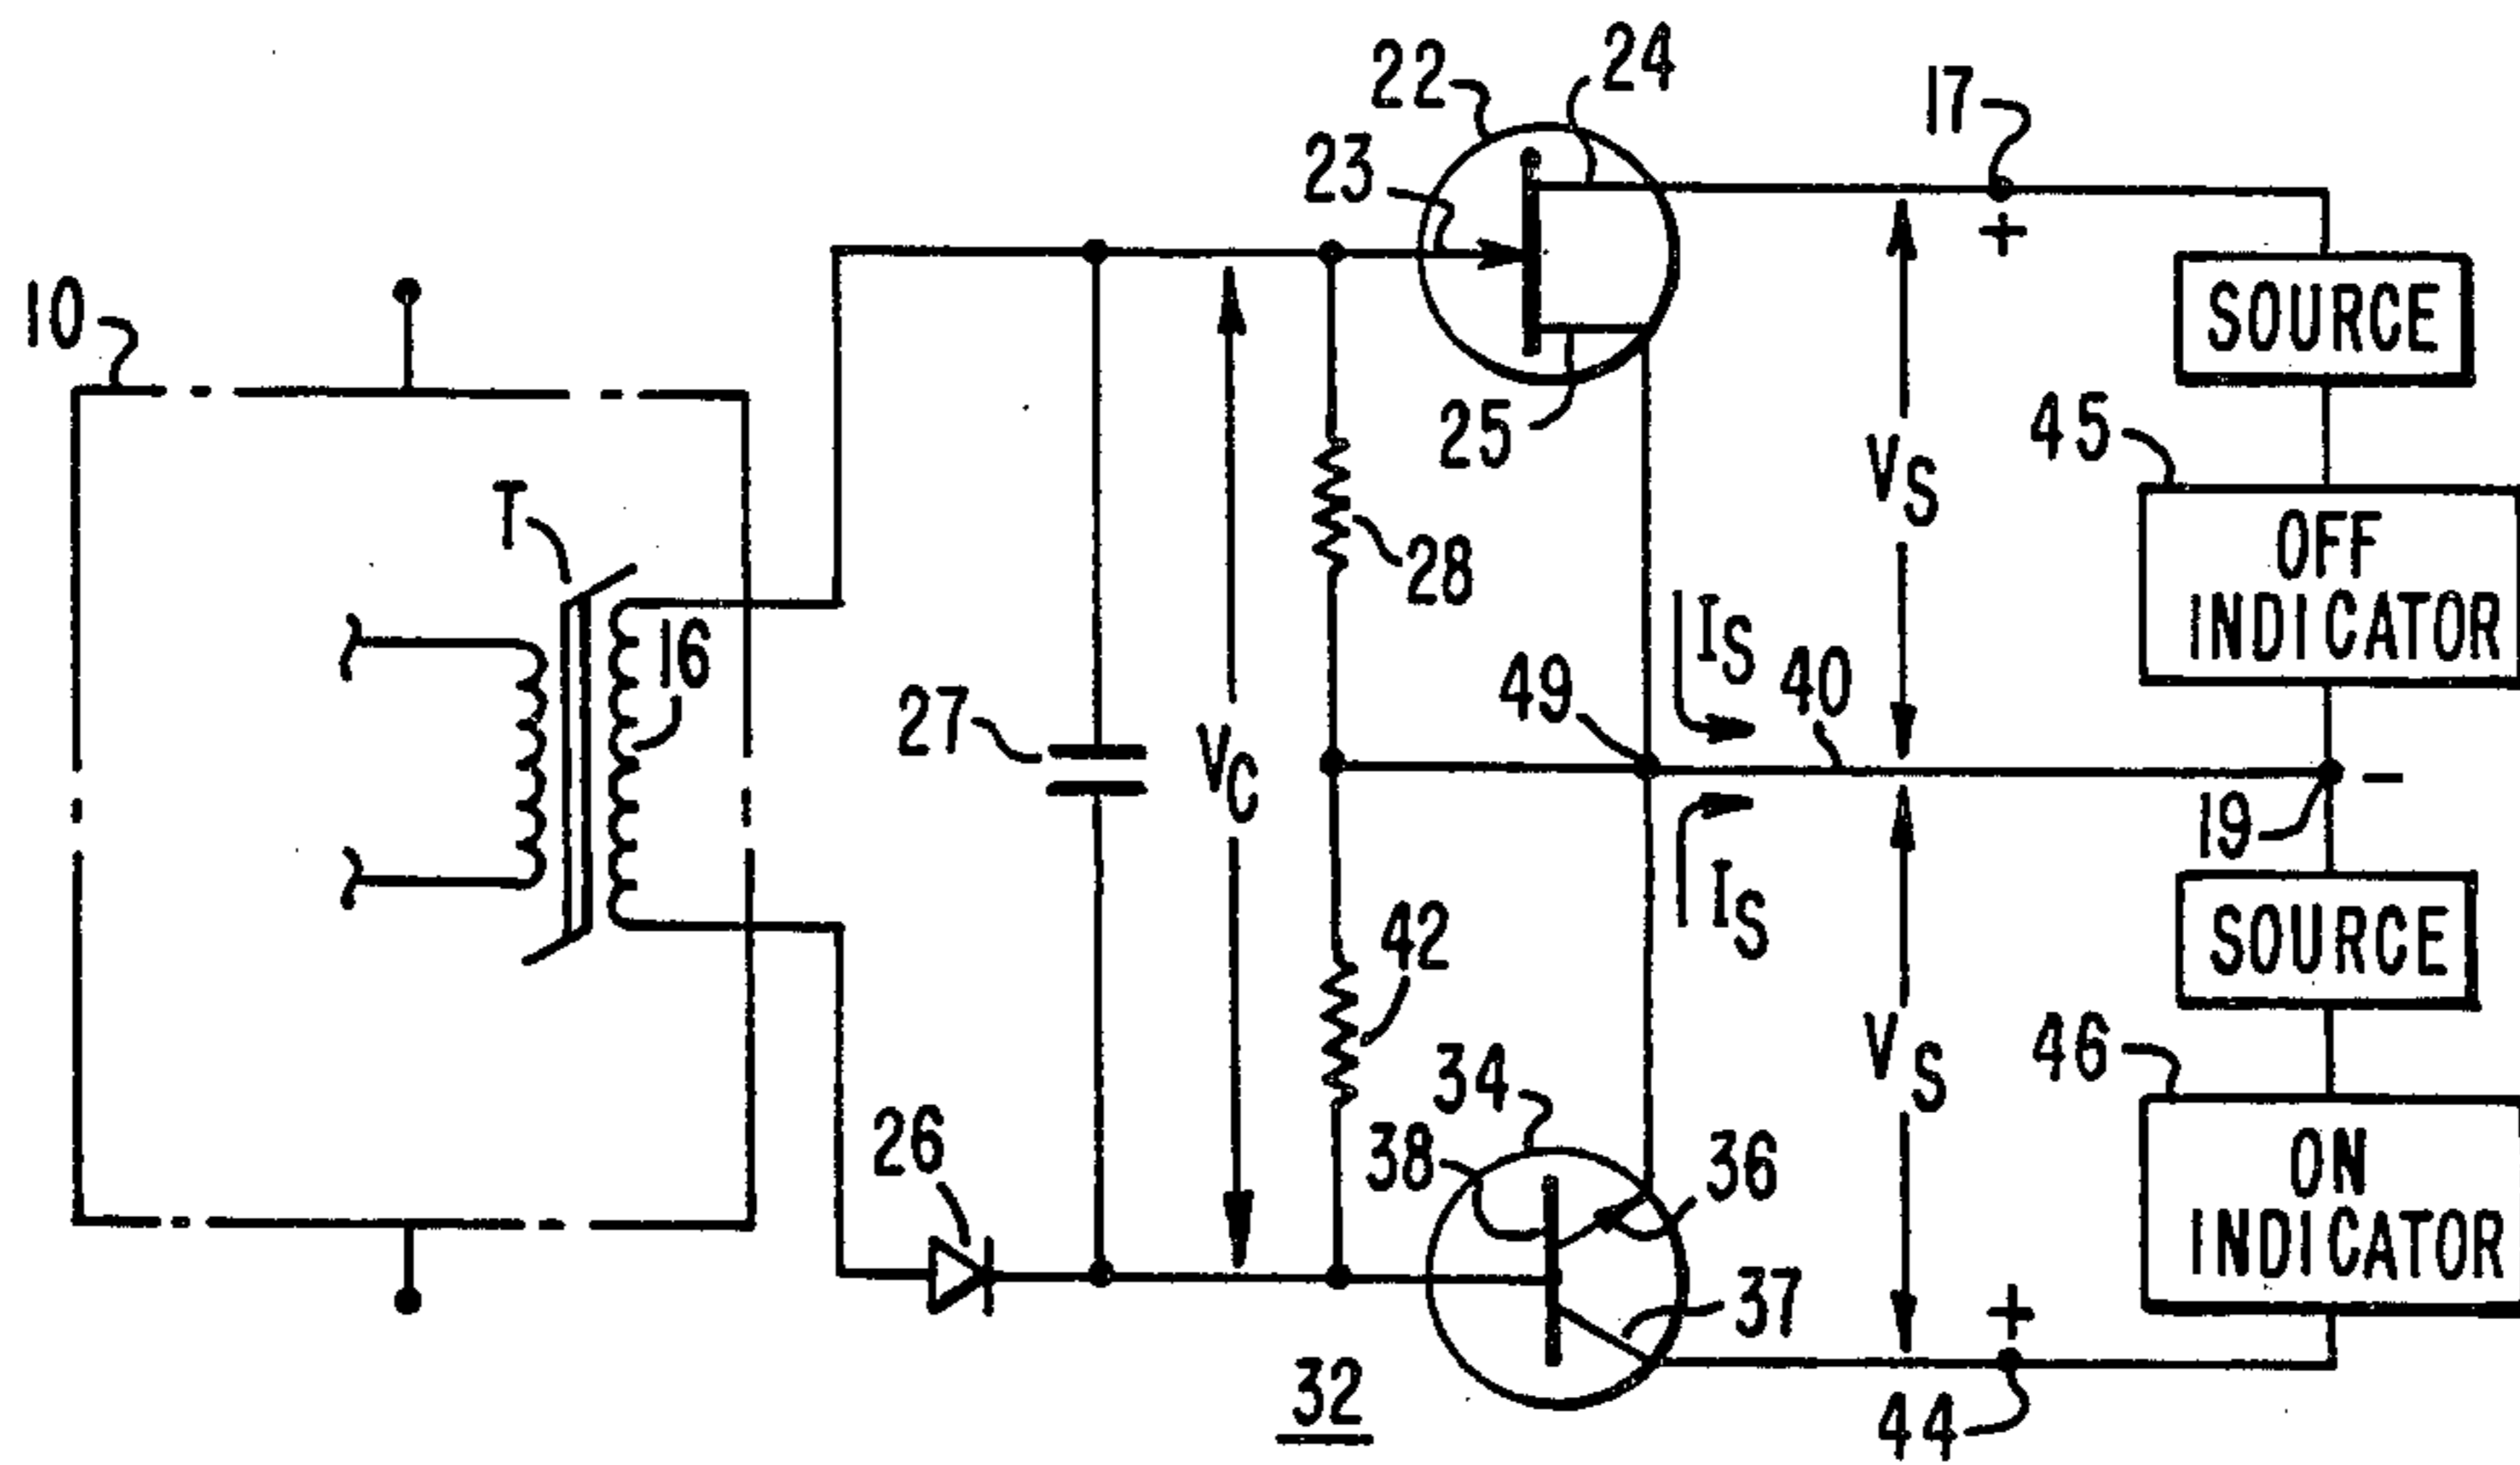 22
24
17
23
+
10
SOURCE
25
45
V_S
T
OFF
INDICATOR
28
16
I_S
49
40
27
V_C
-
19
I_S
42
SOURCE
V_S
46
34
26
38
36
ON
INDICATOR
37
+
32
44